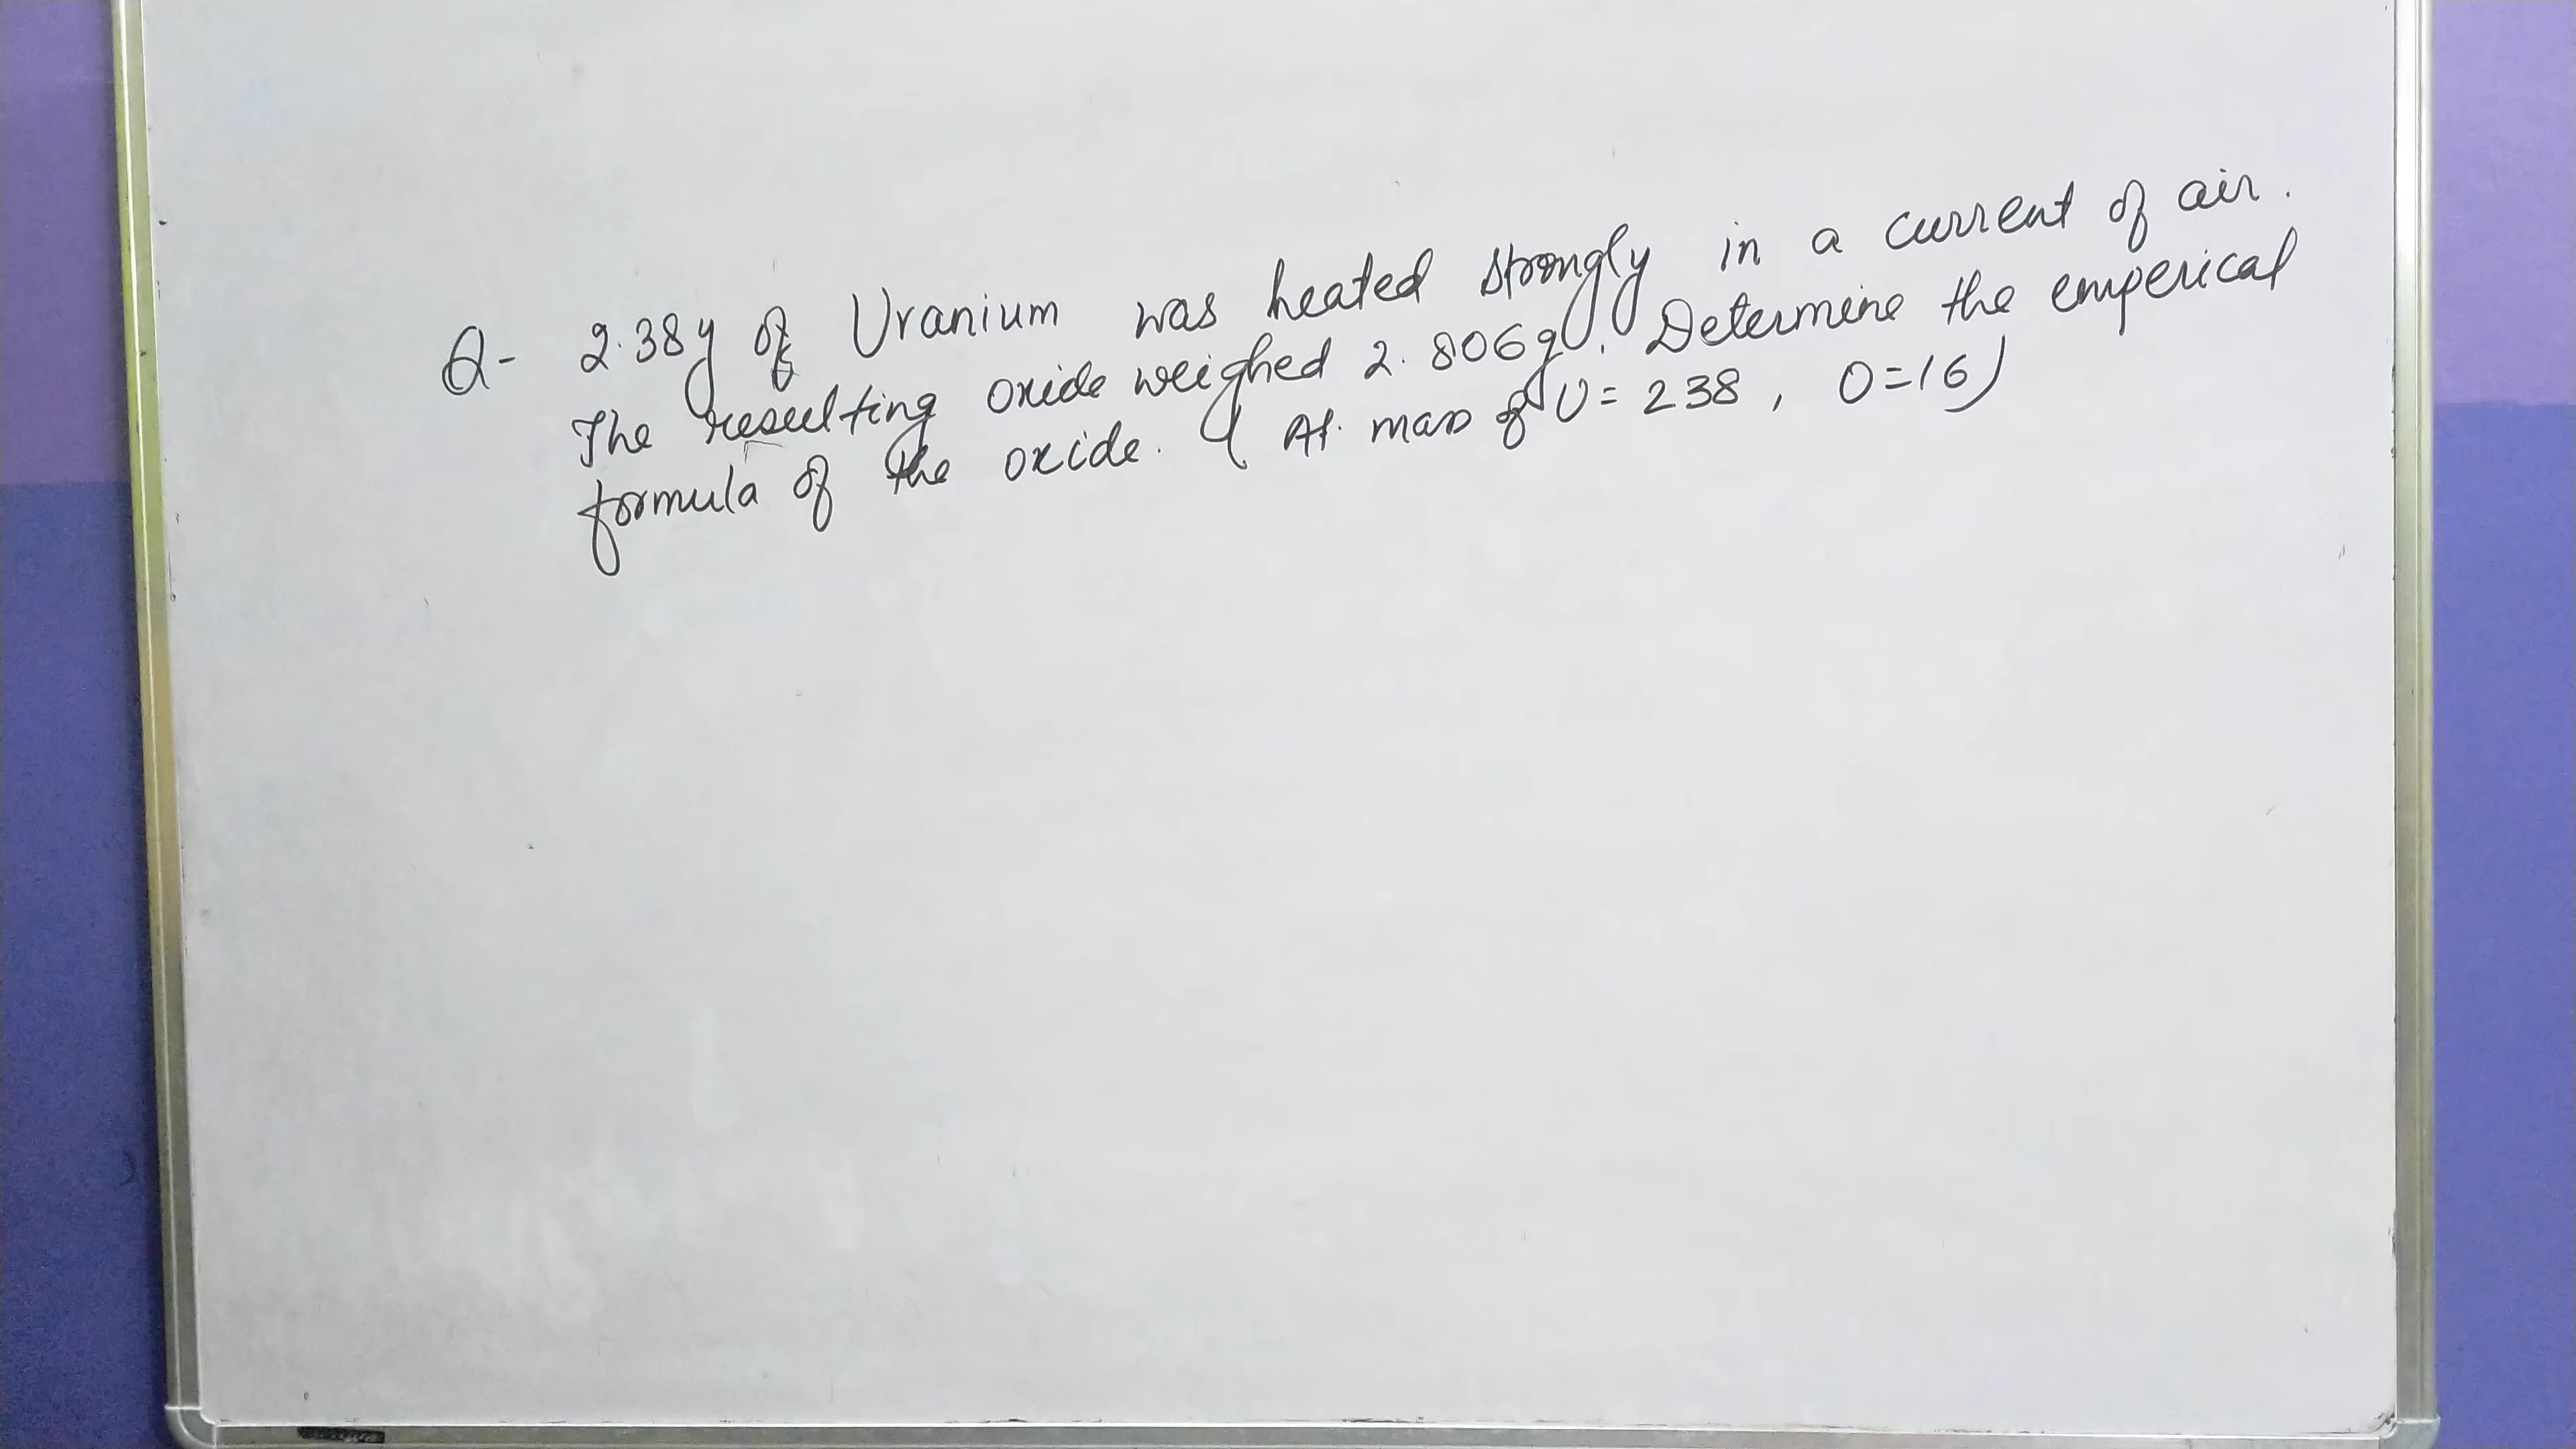 Q- 2.38g of Uranium was heated strongly in a current of air.
The resulting oxide weighed 2.806g. Determine the emperical
formula of the oxide. ( At. mass of U = 238 , O=16)